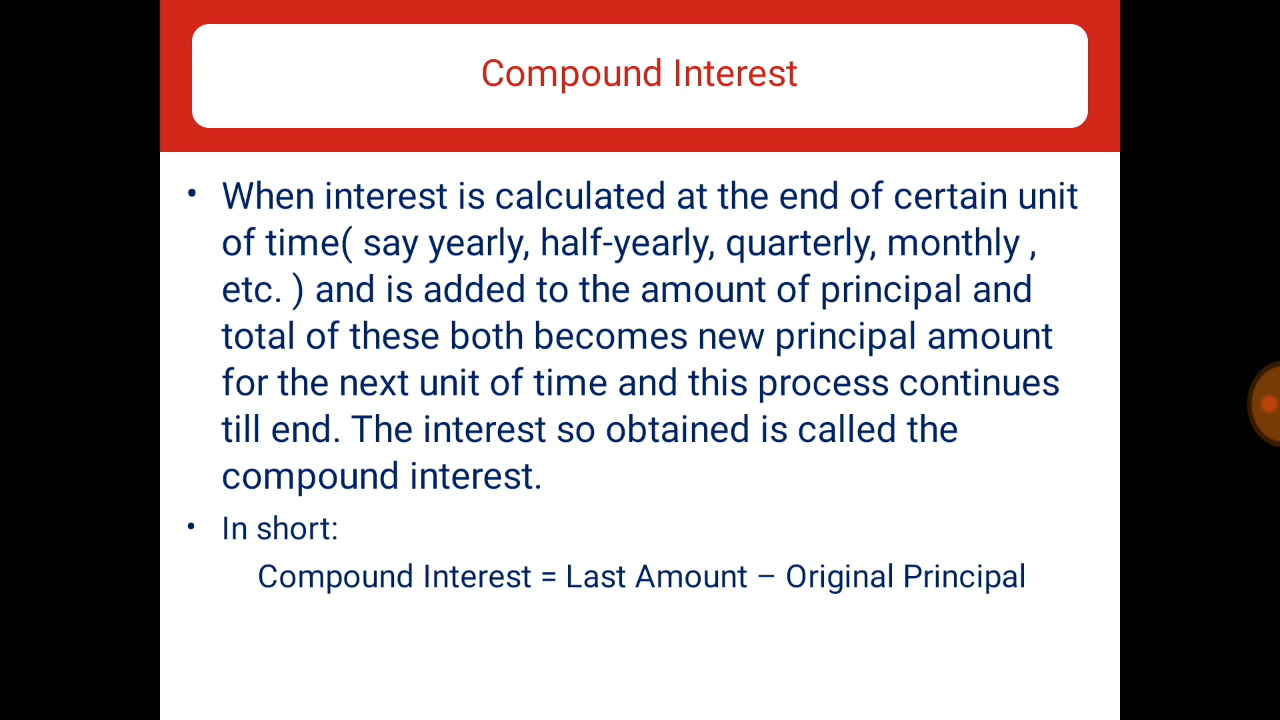 Compound Interest
• When interest is calculated at the end of certain unit
of time( say yearly, half-yearly, quarterly, monthly ,
etc. ) and is added to the amount of principal and
total of these both becomes new principal amount
for the next unit of time and this process continues
till end. The interest so obtained is called the
compound interest.
• In short:
Compound Interest = Last Amount – Original Principal